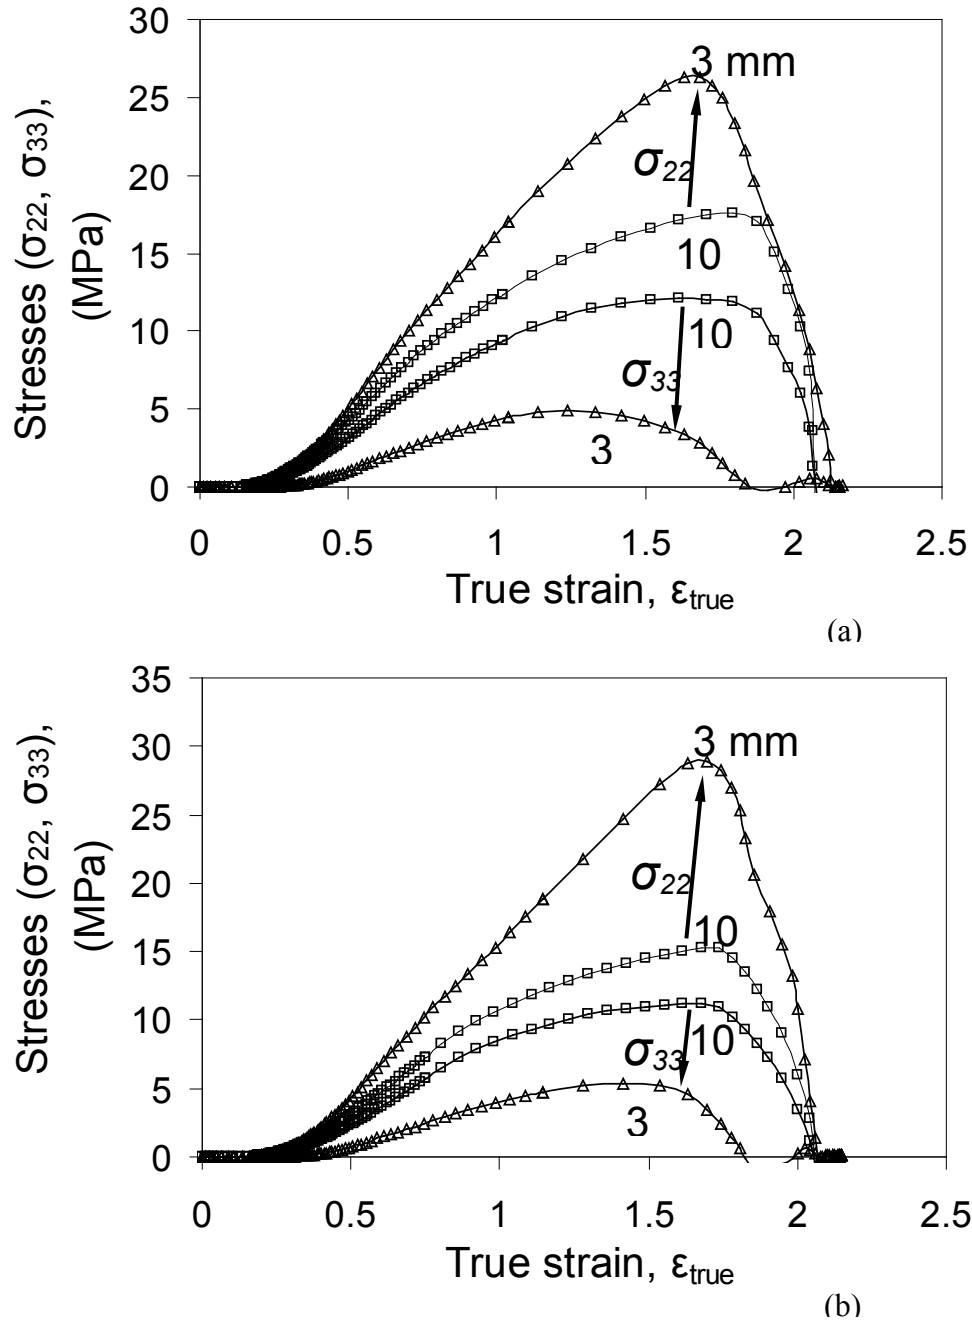 30
25
20
15
10
5
0
Stresses (σ22, σ33),
(MPa)
3 mm
σ22
10
10
σ33
3
0 0.5 1 1.5 2 2.5
True strain, εtrue
(a)
35
30
25
20
15
10
5
0
Stresses (σ22, σ33),
(MPa)
3 mm
σ22
10
10
σ33
3
0 0.5 1 1.5 2 2.5
True strain, εtrue
(b)